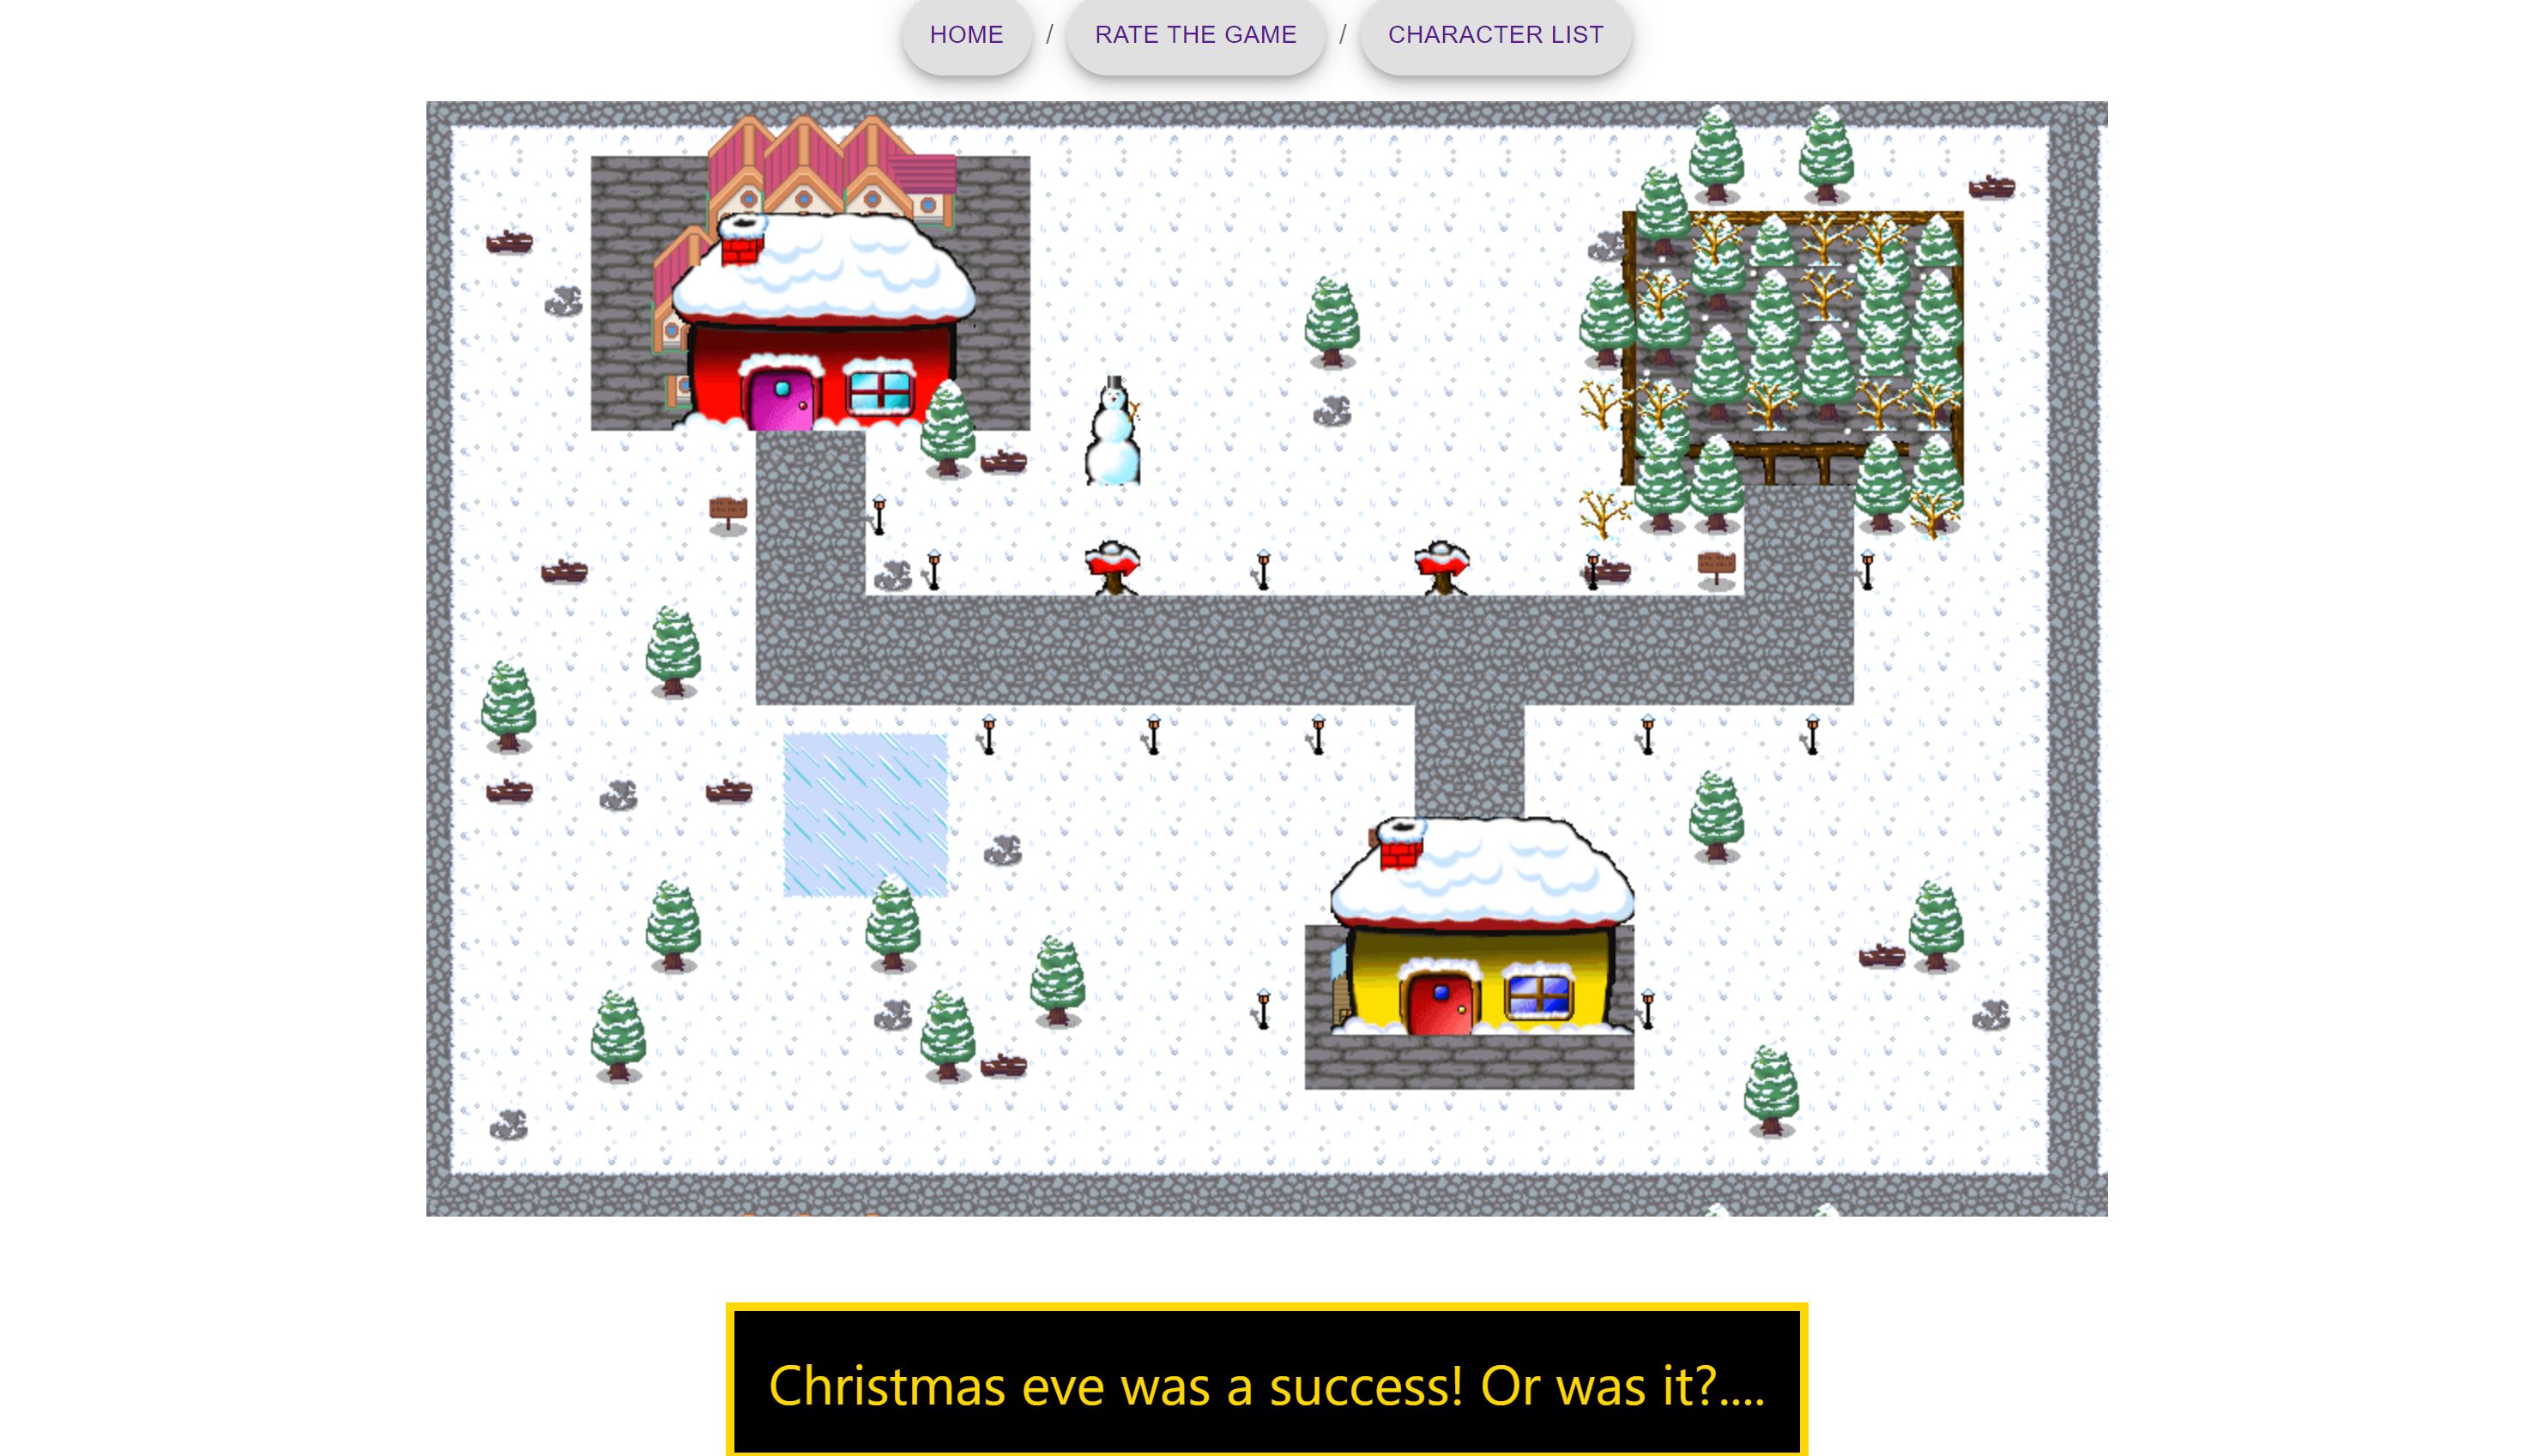 HOME / RATE THE GAME / CHARACTER LIST
Christmas eve was a success! Or was it?....